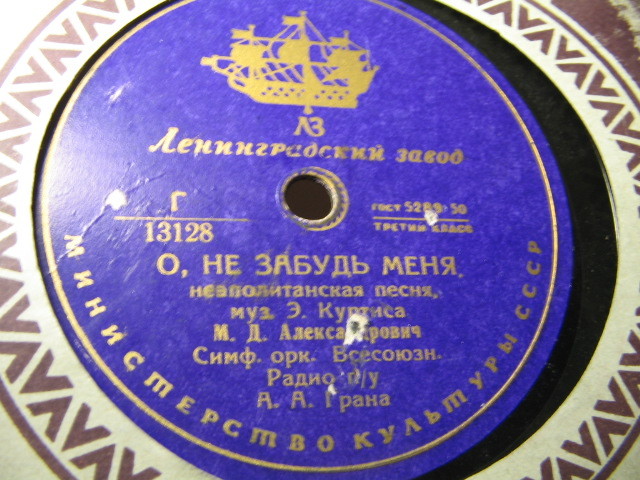 ЛЗ
Ленинградский завод
Г
13128
ГОСТ 5289-50
ТРЕТИЙ КЛАСС
О, НЕ ЗАБУДЬ МЕНЯ,
неаполитанская песня,
муз. Э. Куртиса
М. Д. Александрович
Симф. орк. Всесоюзн.
Радио п/у
А. А. Грана
МИНИСТЕРСТВО КУЛЬТУРЫ СССР